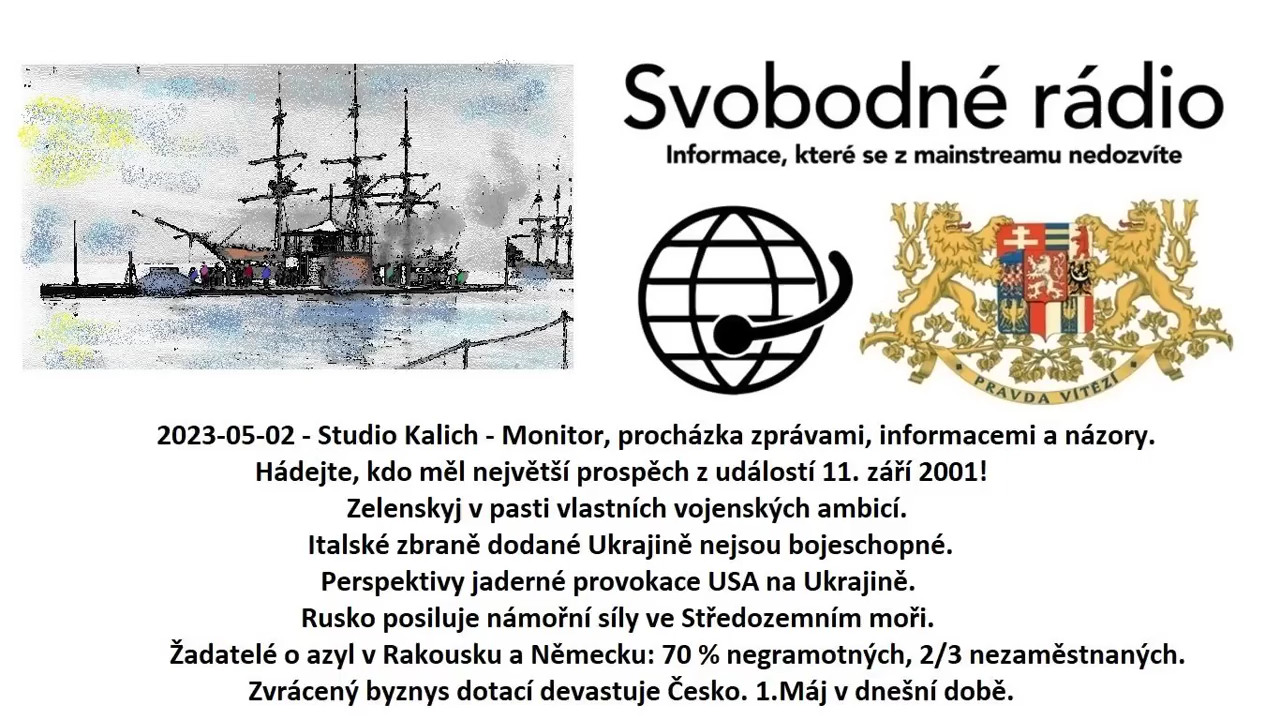 Svobodné rádio
Informace, které se z mainstreamu nedozvíte
PRAVDA VÍTĚZÍ
2023-05-02 - Studio Kalich - Monitor, procházka zprávami, informacemi a názory.
Hádejte, kdo měl největší prospěch z událostí 11. září 2001!
Zelenskyj v pasti vlastních vojenských ambicí.
Italské zbraně dodané Ukrajině nejsou bojeschopné.
Perspektivy jaderné provokace USA na Ukrajině.
Rusko posiluje námořní síly ve Středozemním moři.
Žadatelé o azyl v Rakousku a Německu: 70 % negramotných, 2/3 nezaměstnaných.
Zvrácený byznys dotací devastuje Česko. 1.Máj v dnešní době.